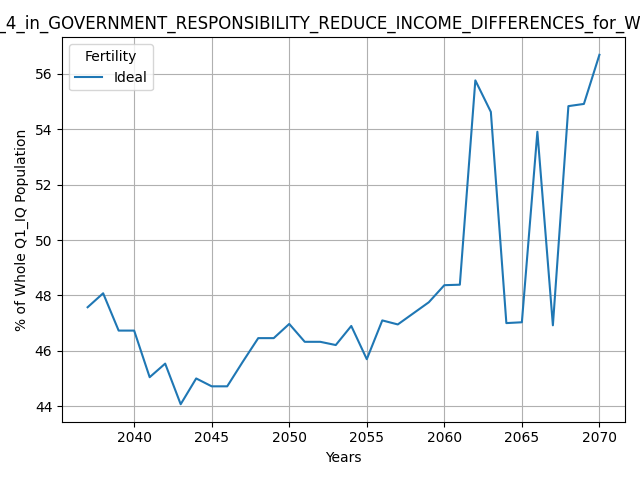 _4_in_GOVERNMENT_RESPONSIBILITY_REDUCE_INCOME_DIFFERENCES_for_W
Fertility
Ideal
% of Whole Q1_IQ Population
56
54
52
50
48
46
44
2040
2045
2050
2055
2060
2065
2070
Years